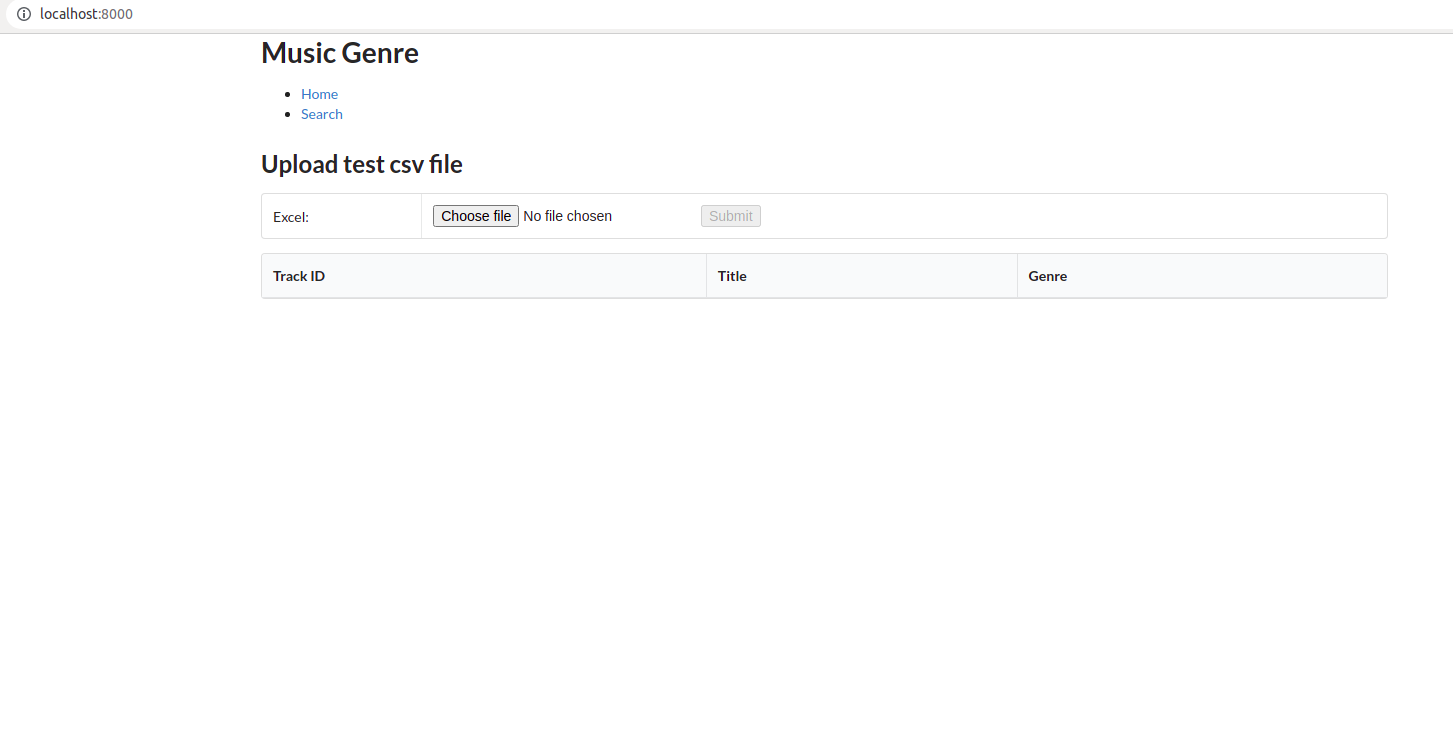 localhost:8000
Music Genre
Home
Search
Upload test csv file
Excel: Choose file No file chosen Submit
Track ID Title Genre